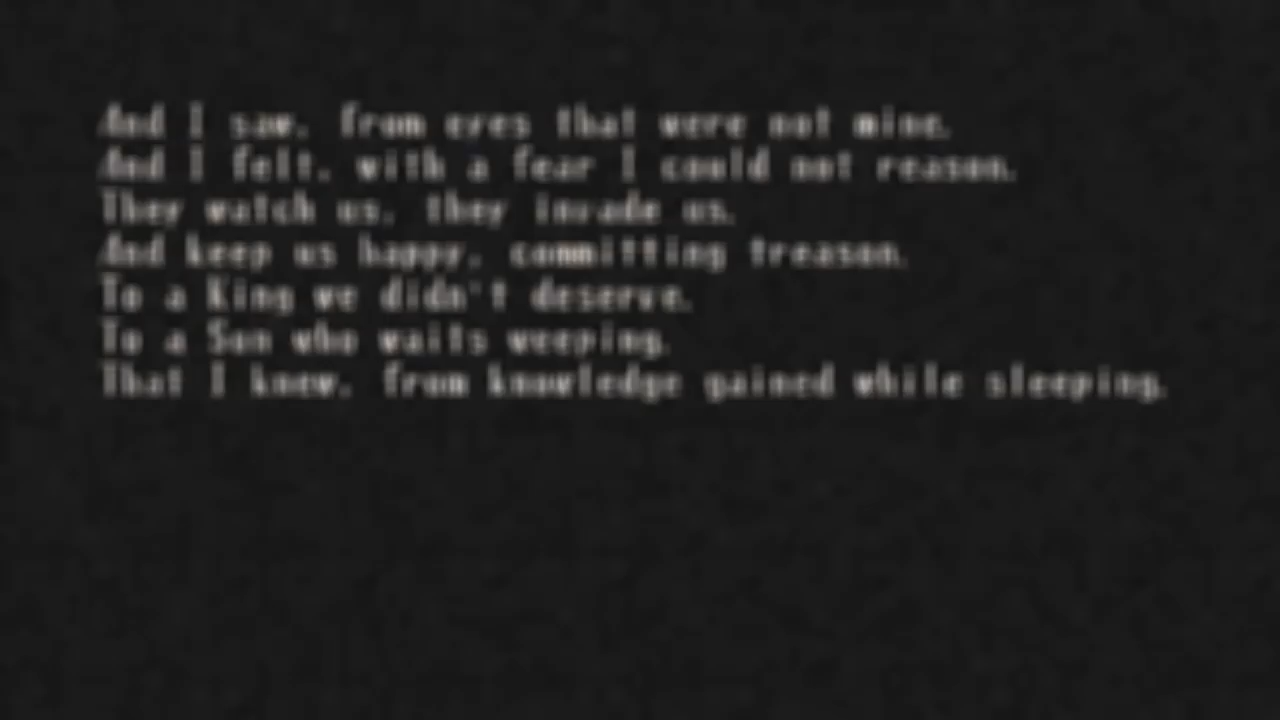 And I saw, from eyes that were not mine.
And I felt, with a fear I could not reason.
They watch us, they invade us.
And keep us happy, committing treason.
To a King we didn't deserve.
To a Son who waits weeping.
That I knew, from knowledge gained while sleeping.